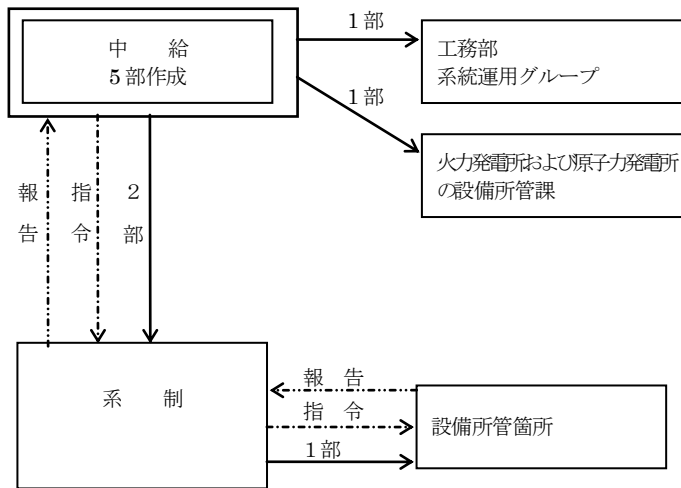 1部
中　給
5部作成
工務部
系統運用グループ
1部
火力発電所および原子力発電所
の設備所管課
報告
指令
2部
系　制
報　告
指　令
1部
設備所管箇所